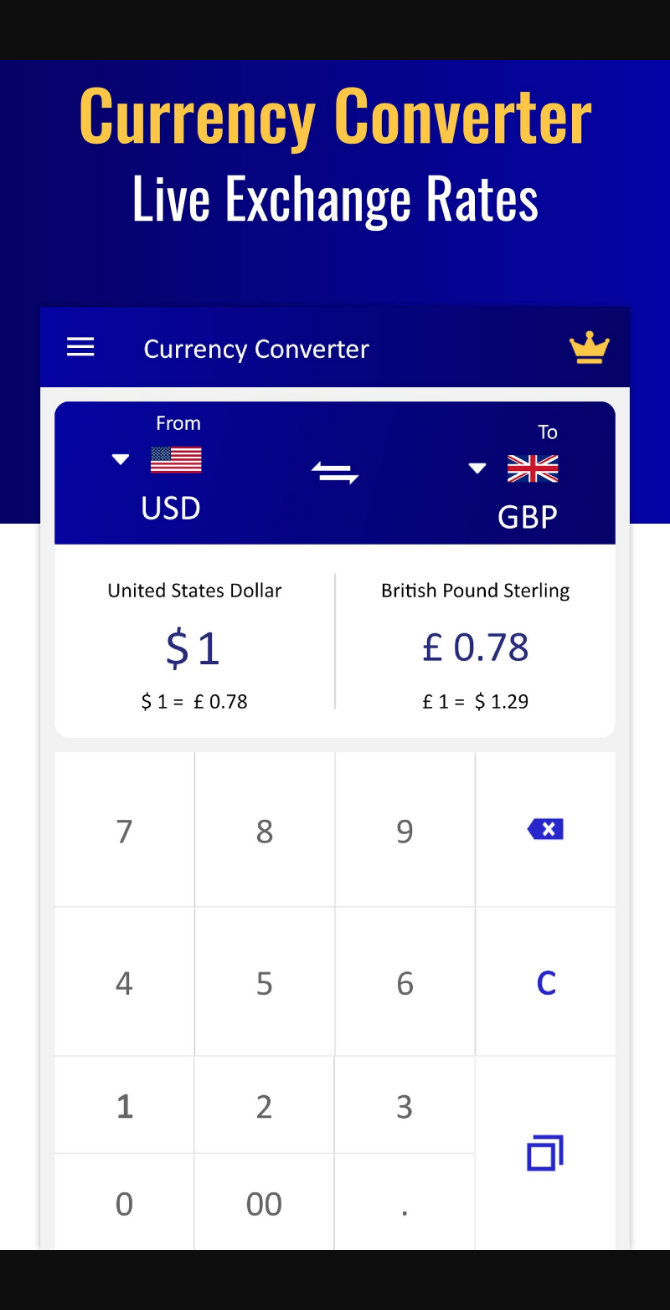 Currency Converter
Live Exchange Rates
Currency Converter
From
To
USD
GBP
United States Dollar
British Pound Sterling
$ 1
£ 0.78
$ 1 = £ 0.78
£ 1 = $ 1.29
7 8 9
4 5 6 C
1 2 3
0 00 .